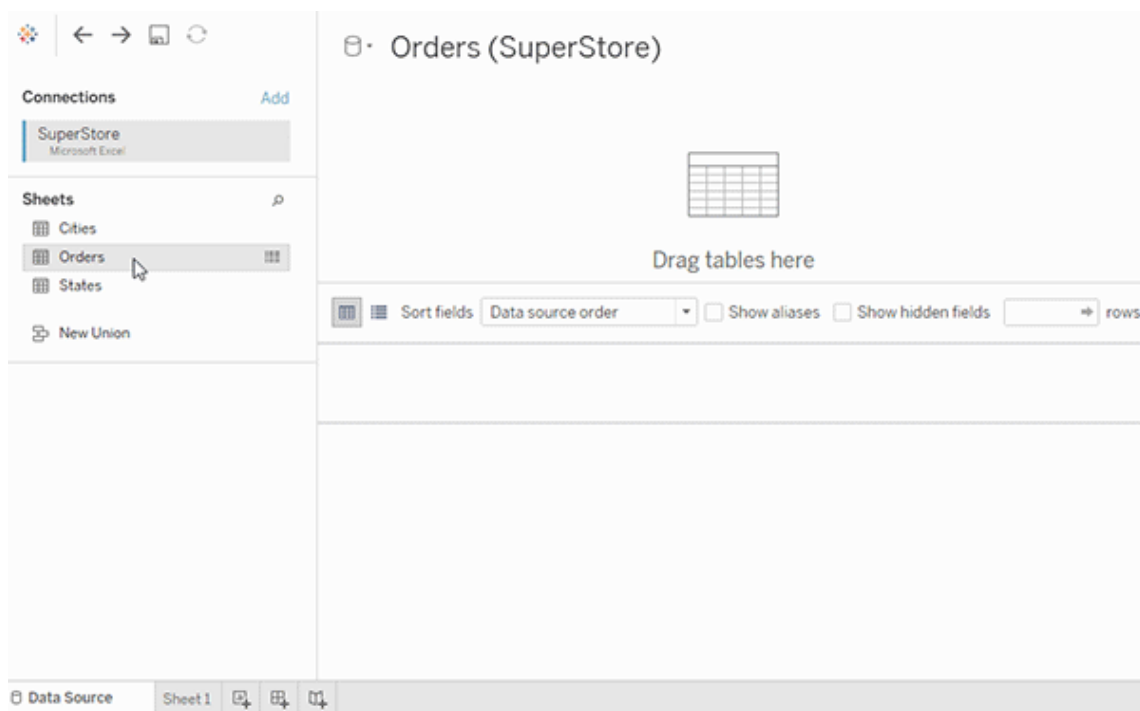 Orders (SuperStore)
Connections Add
SuperStore
Microsoft Excel
Sheets
Cities
Orders
States
New Union
Drag tables here
Sort fields Data source order Show aliases Show hidden fields rows
Data Source Sheet 1